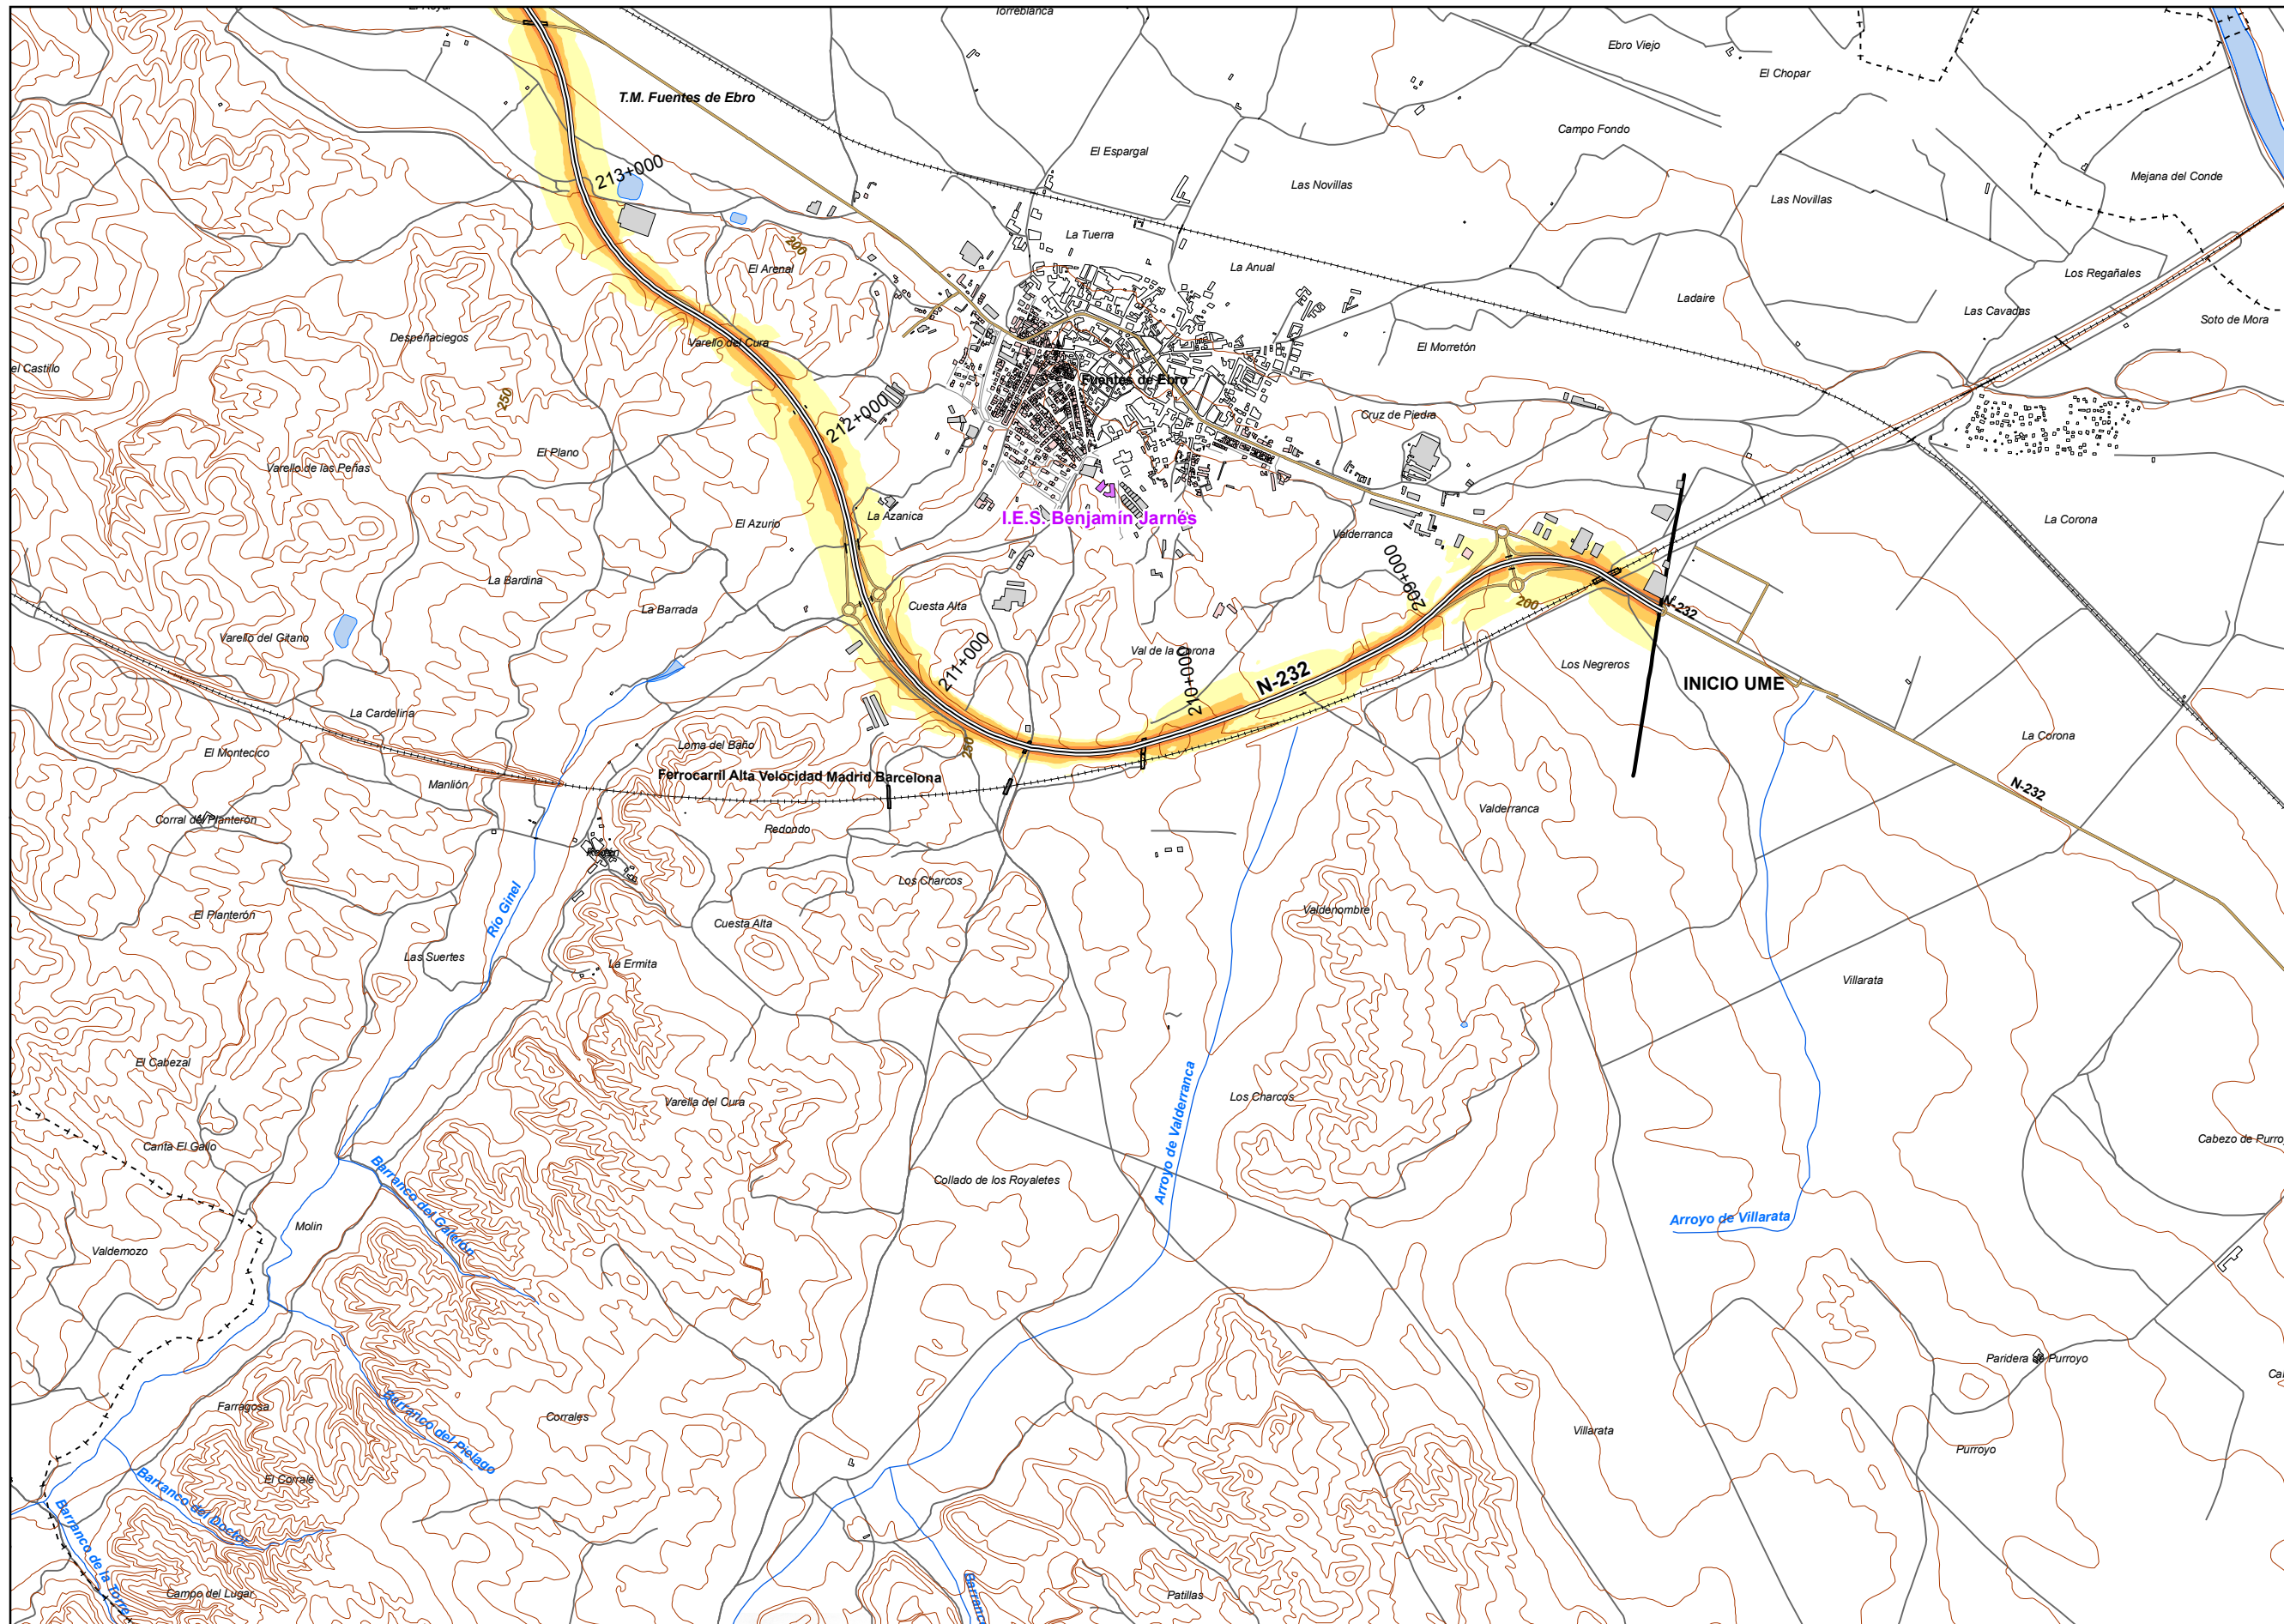 Torreblanca
Ebro Viejo
El Chopar
T.M. Fuentes de Ebro
Campo Fondo
El Espargal
213+000
Las Novillas
Mejana del Conde
Las Novillas
La Tuerra
200
El Arenal
La Anual
Los Regañales
Ladaire
Las Cavadas
Soto de Mora
Despeñaciegos
Varello del Cura
El Morretón
el Castillo
Fuentes de Ebro
250
212+000
Cruz de Piedra
El Plano
Varello de las Peñas
La Azanica
I.E.S. Benjamín Jarnés
El Azurio
La Corona
Valderranca
209+000
La Bardina
La Barrada
Cuesta Alta
200
N-232
Varello del Gitano
211+000
Val de la Corona
210+000
N-232
Los Negreros
INICIO UME
La Cardelina
La Corona
El Montecico
Loma del Baño
250
Ferrocarril Alta Velocidad Madrid Barcelona
Manlión
N-232
Valderranca
Corral del Planterón
Redondo
Rodén
Los Charcos
Río Ginel
El Planterón
Cuesta Alta
Valdenombre
Las Suertes
La Ermita
Villarata
El Cabezal
Varella del Cura
Los Charcos
Arroyo de Valderranca
Canta El Gallo
Cabezo de Purro
Barranco del Galerón
Collado de los Royaletes
Molin
Arroyo de Villarata
Valdemozo
Paridera de Purroyo
Farragosa
Corrales
Barranco del Pielago
Villarata
Purroyo
El Corralé
Barranco del Doctor
Barranco de la Torre
Campo del Lugar
Barranco
Patillas